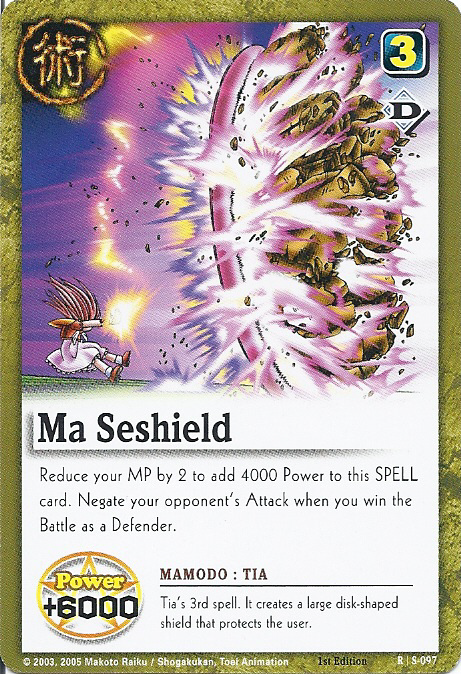 術
3
D
Ma Seshield
Reduce your MP by 2 to add 4000 Power to this SPELL
card. Negate your opponent's Attack when you win the
Battle as a Defender.
Power
+6000
MAMODO : TIA
Tia's 3rd spell. It creates a large disk-shaped
shield that protects the user.
© 2003, 2005 Makoto Raiku / Shogakukan, Toei Animation 1st Edition R | S-097